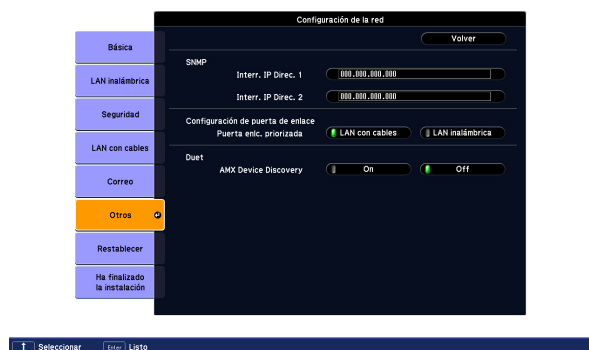 Configuración de la red
Volver
Básica
LAN inalámbrica
Seguridad
LAN con cables
Correo
Otros
Restablecer
Ha finalizado
la instalación
SNMP
Interr. IP Direc. 1 000.000.000.000
Interr. IP Direc. 2 000.000.000.000
Configuración de puerta de enlace
Puerta enlc. priorizada LAN con cables LAN inalámbrica
Duet
AMX Device Discovery On Off
↑ Seleccionar Enter Listo